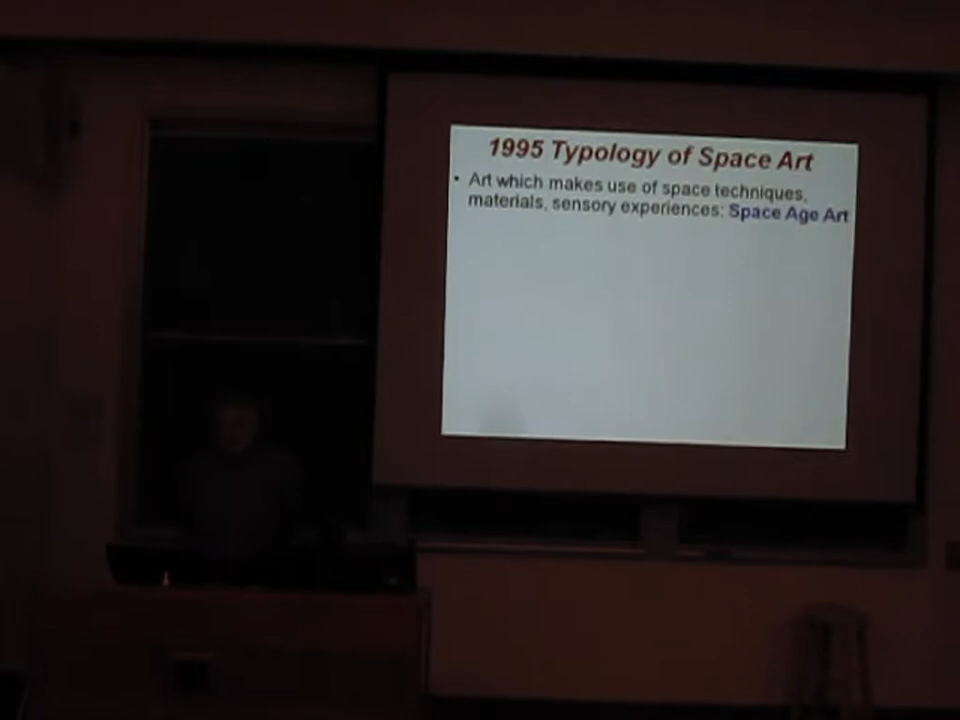 1995 Typology of Space Art
• Art which makes use of space techniques,
materials, sensory experiences: Space Age Art